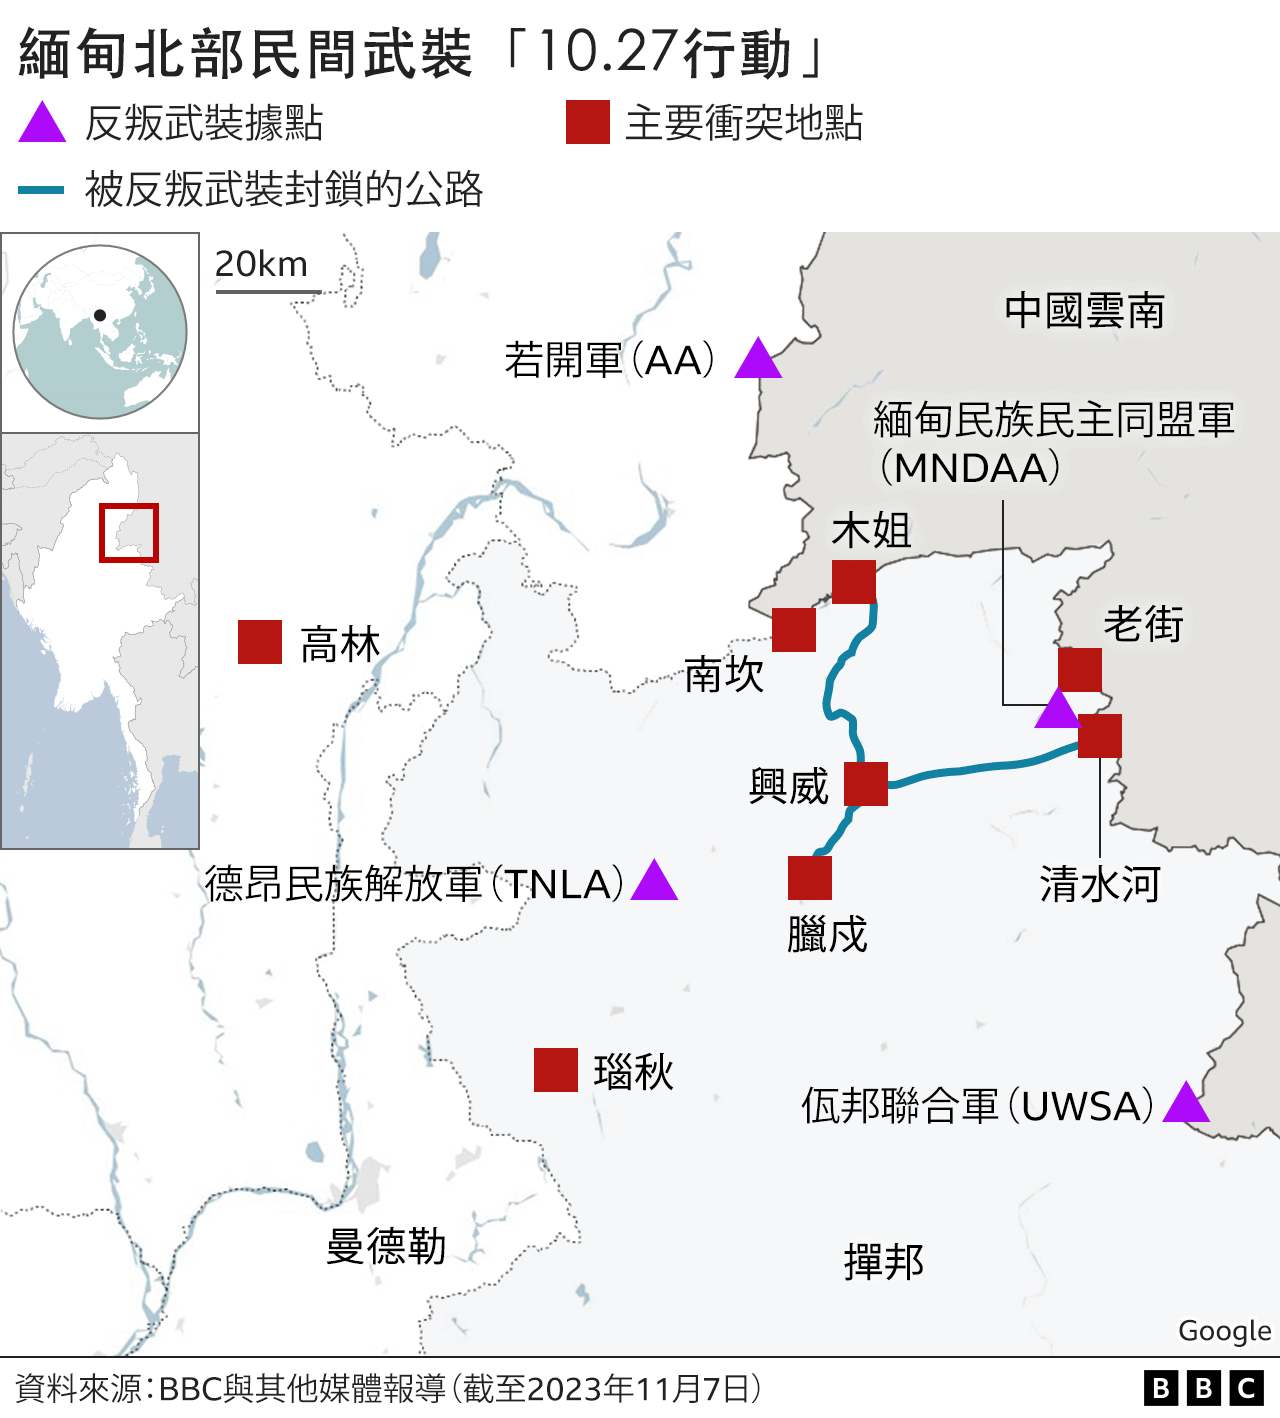 緬甸北部民間武裝「10.27行動」
反叛武裝據點
主要衝突地點
被反叛武裝封鎖的公路
20km
中國雲南
若開軍（AA）
緬甸民族民主同盟軍
（MNDAA）
木姐
老街
高林
南坎
興威
德昂民族解放軍（TNLA）
清水河
臘戍
瑙秋
佤邦聯合軍（UWSA）
曼德勒
撣邦
Google
資料來源：BBC與其他媒體報導（截至2023年11月7日）
BBC